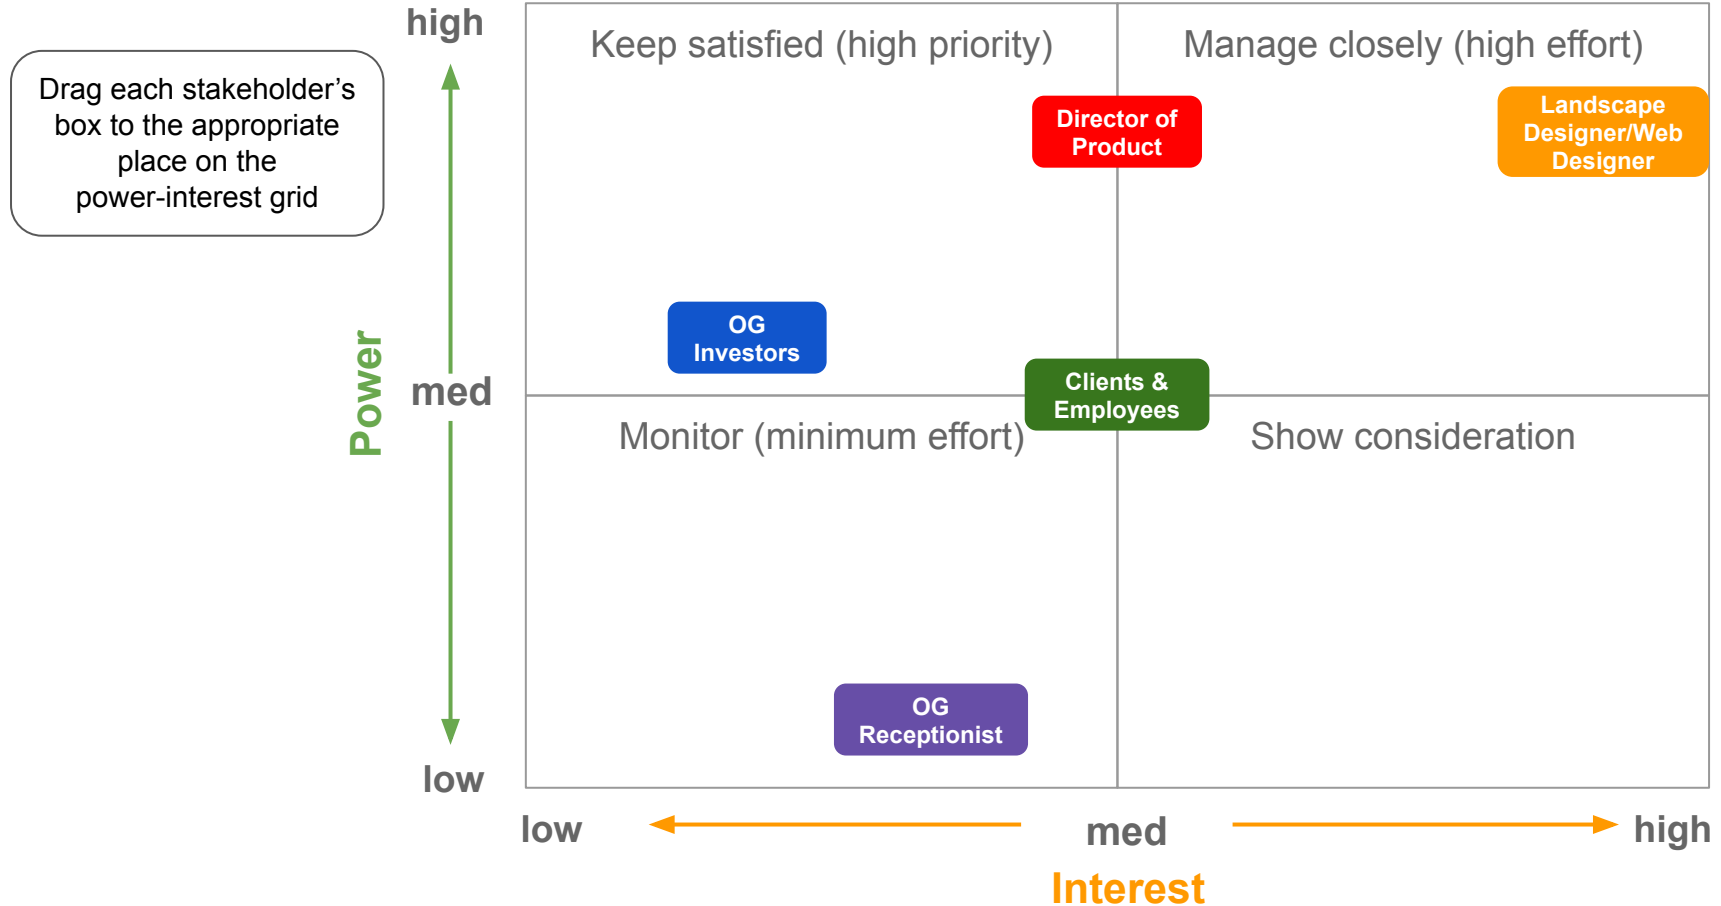 Drag each stakeholder’s
box to the appropriate
place on the
power-interest grid
high
Power
med
low
Keep satisfied (high priority)
Manage closely (high effort)
Director of
Product
Landscape
Designer/Web
Designer
OG
Investors
Clients &
Employees
Monitor (minimum effort)
Show consideration
OG
Receptionist
low
med
high
Interest